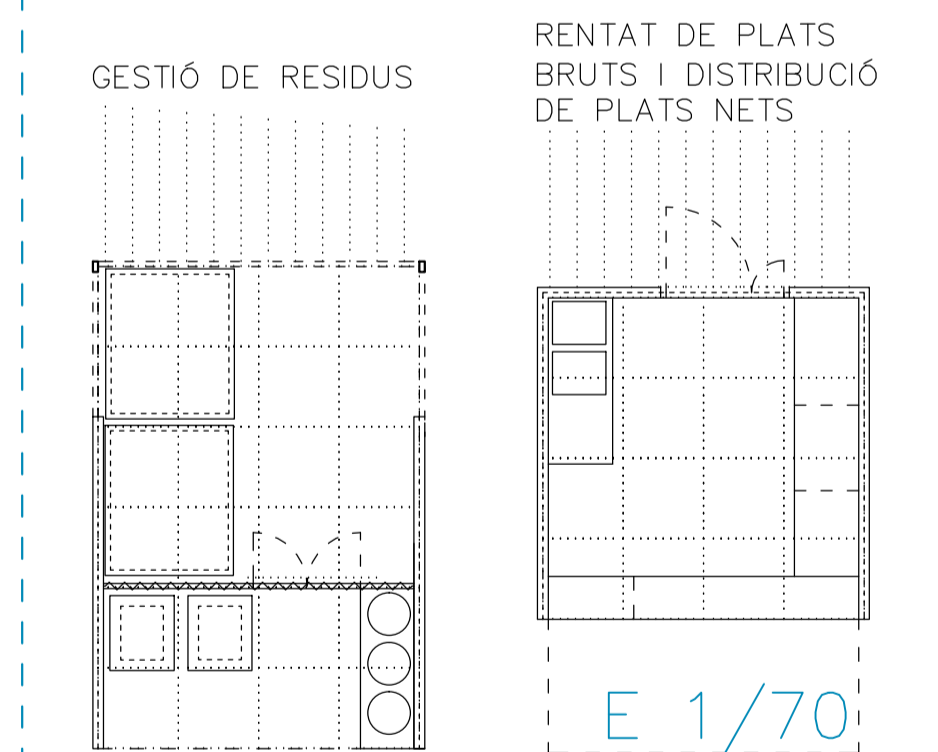 GESTIÓ DE RESIDUS
RENTAT DE PLATS
BRUTS I DISTRIBUCIÓ
DE PLATS NETS
E 1/70